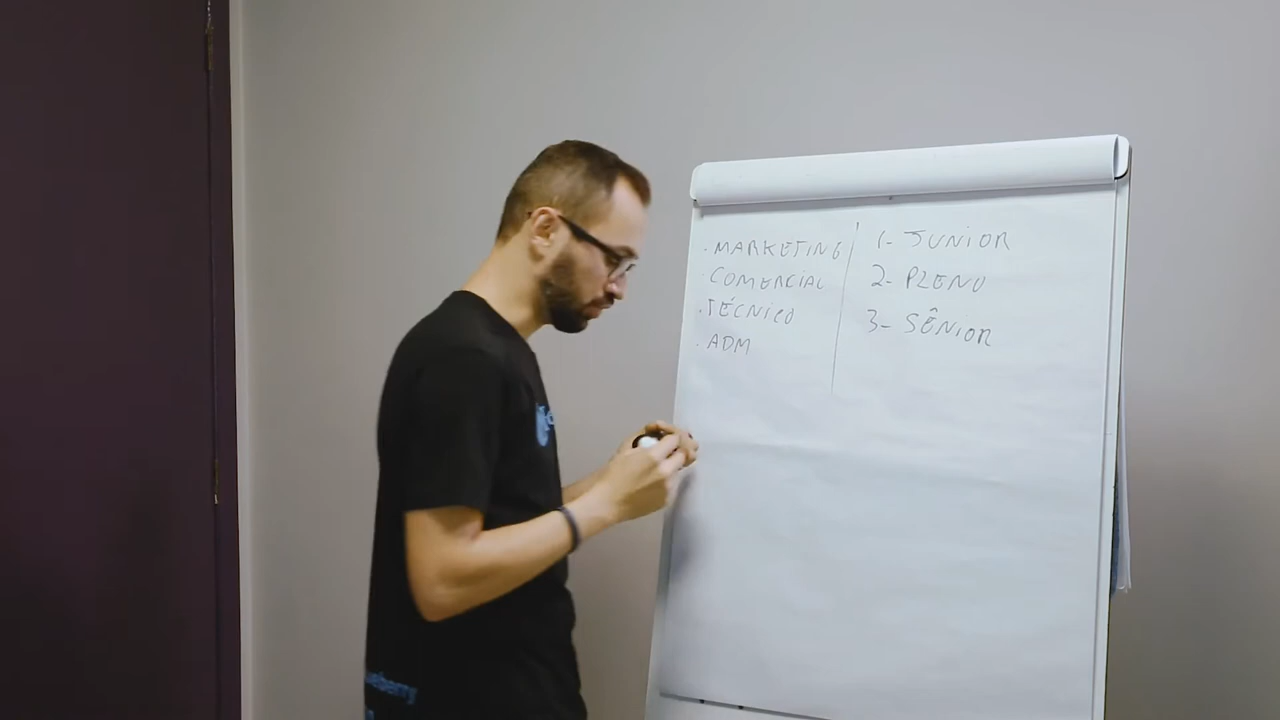 . MARKETING
. COMERCIAL
. TÉCNICO
. ADM
1- JUNIOR
2- PLENO
3- SÊNIOR